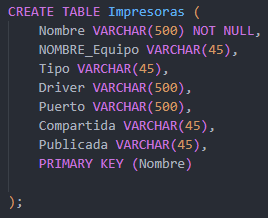 CREATE TABLE Impresoras (
Nombre VARCHAR(500) NOT NULL,
NOMBRE_Equipo VARCHAR(45),
Tipo VARCHAR(45),
Driver VARCHAR(500),
Puerto VARCHAR(500),
Compartida VARCHAR(45),
Publicada VARCHAR(45),
PRIMARY KEY (Nombre)
);